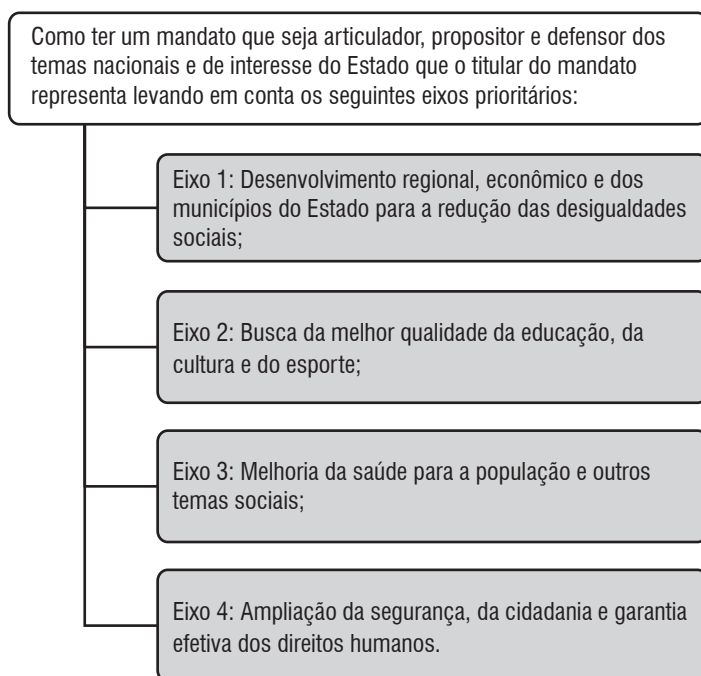 Como ter um mandato que seja articulador, propositor e defensor dos
temas nacionais e de interesse do Estado que o titular do mandato
representa levando em conta os seguintes eixos prioritários:
Eixo 1: Desenvolvimento regional, econômico e dos
municípios do Estado para a redução das desigualdades
sociais;
Eixo 2: Busca da melhor qualidade da educação, da
cultura e do esporte;
Eixo 3: Melhoria da saúde para a população e outros
temas sociais;
Eixo 4: Ampliação da segurança, da cidadania e garantia
efetiva dos direitos humanos.